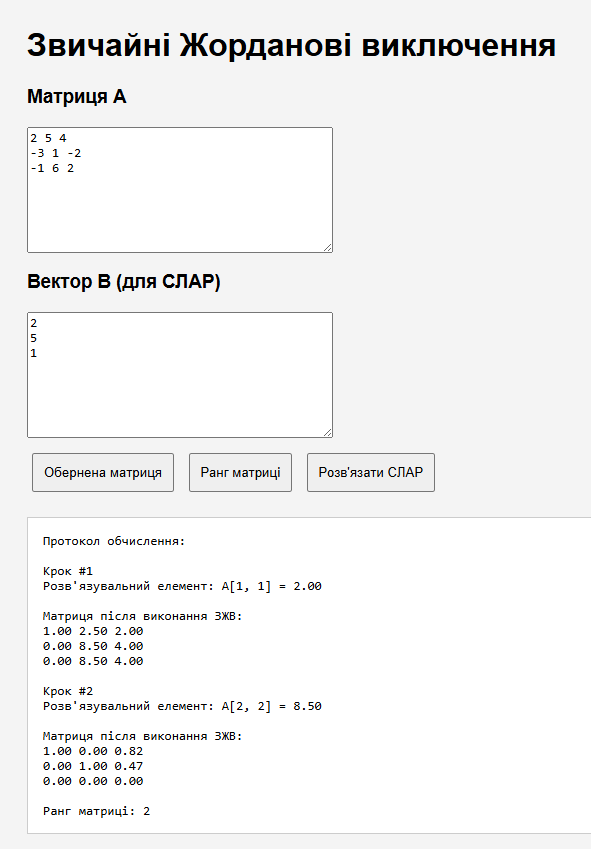 Звичайні Жорданові виключення
Матриця A
2 5 4
-3 1 -2
-1 6 2
Вектор B (для СЛАР)
2
5
1
Обернена матриця Ранг матриці Розв'язати СЛАР
Протокол обчислення:
Крок #1
Розв'язувальний елемент: A[1, 1] = 2.00
Матриця після виконання ЗЖВ:
1.00 2.50 2.00
0.00 8.50 4.00
0.00 8.50 4.00
Крок #2
Розв'язувальний елемент: A[2, 2] = 8.50
Матриця після виконання ЗЖВ:
1.00 0.00 0.82
0.00 1.00 0.47
0.00 0.00 0.00
Ранг матриці: 2